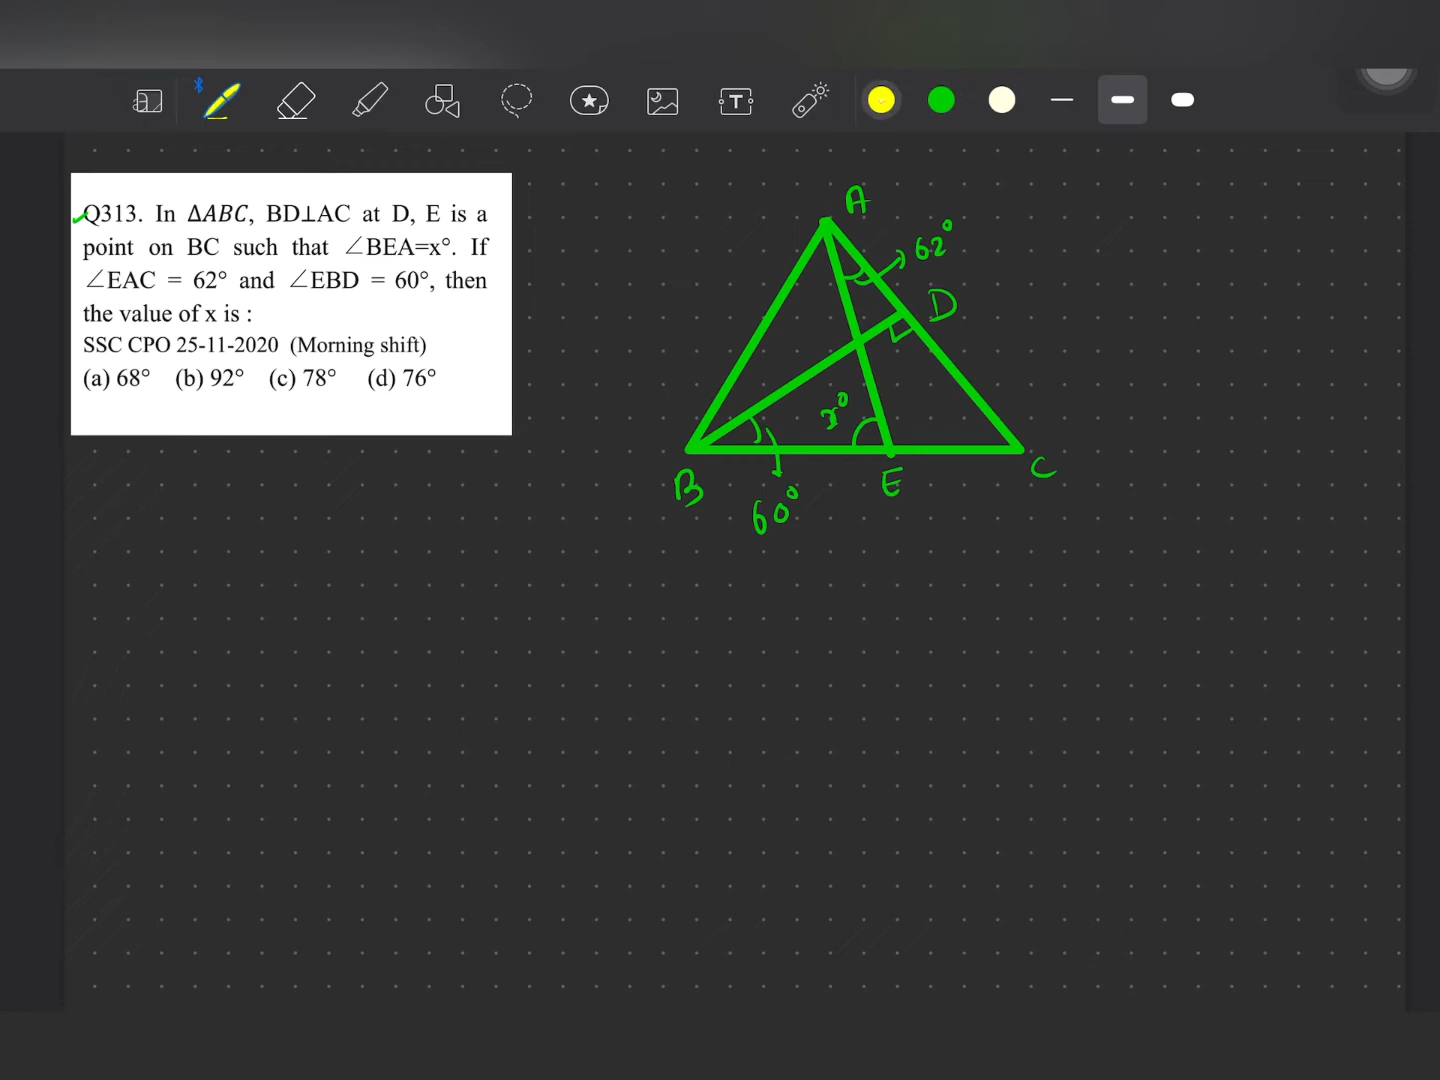 Q313. In ΔABC, BD⊥AC at D, E is a
point on BC such that ∠BEA=x°. If
∠EAC = 62° and ∠EBD = 60°, then
the value of x is :
SSC CPO 25-11-2020 (Morning shift)
(a) 68° (b) 92° (c) 78° (d) 76°
A
62°
D
x°
B
E
C
60°